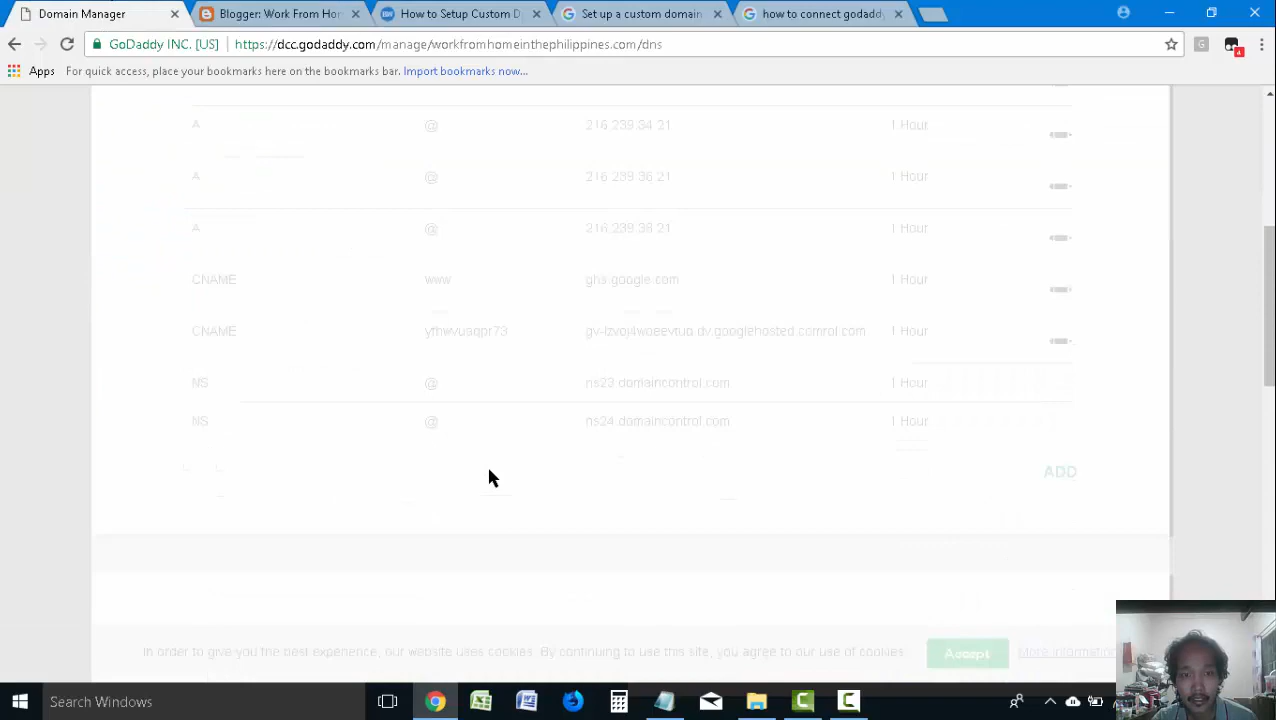 Domain Manager
Blogger: Work From Ho
How to Setup Custom D
Set up a custom domain
how to connect godaddy
GoDaddy INC. [US]
https://dcc.godaddy.com/manage/workfromhomeinthephilippines.com/dns
G
4
Apps
For quick access, place your bookmarks here on the bookmarks bar. Import bookmarks now...
A @ 216.239.34.21 1 Hour
A @ 216.239.36.21 1 Hour
A @ 216.239.38.21 1 Hour
CNAME www ghs.google.com 1 Hour
CNAME 1 Hour
NS @ ns23.domaincontrol.com 1 Hour
NS @ ns24.domaincontrol.com 1 Hour
ADD
In order to give you the best experience, our website uses cookies. By continuing to use this site, you agree to our use of cookies.
Accept
More information
Search Windows